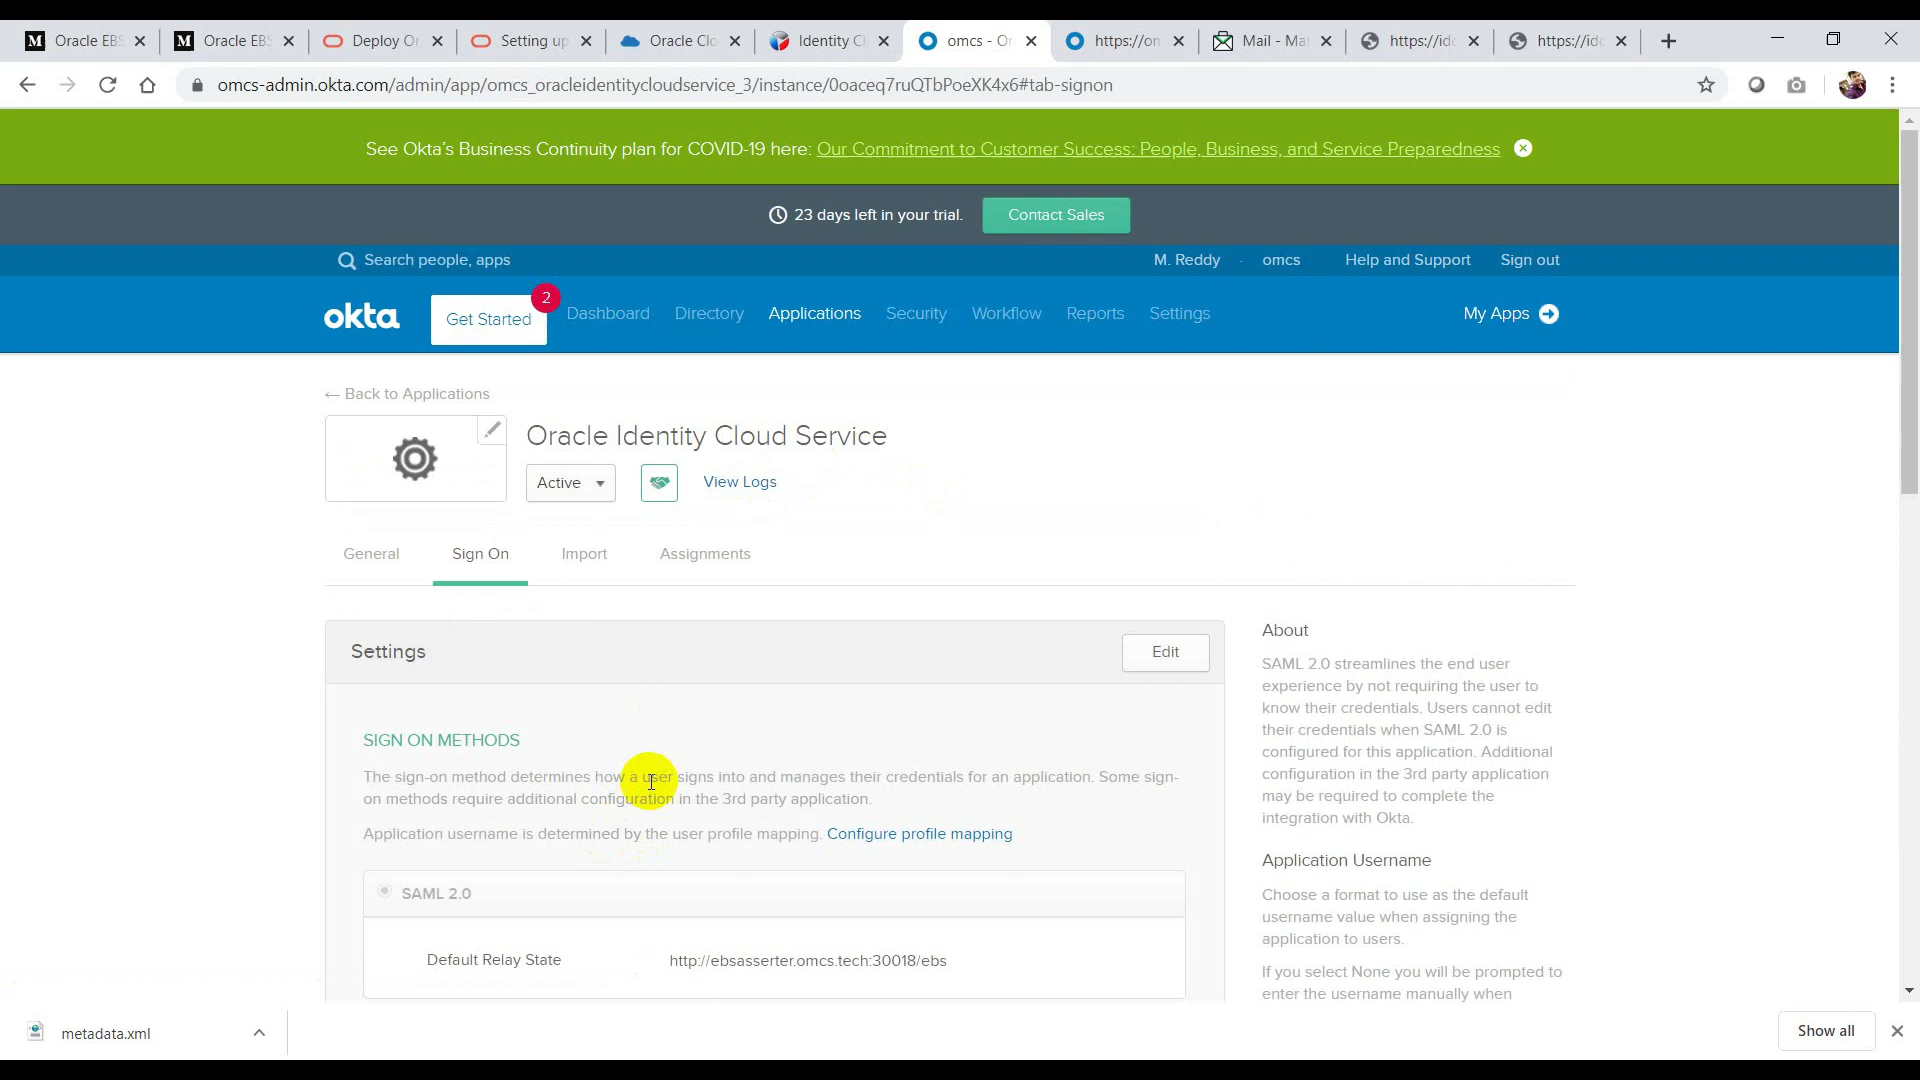 M Oracle EBS
M Oracle EBS
Deploy Or
Setting up
Oracle Clo
Identity Cl
omcs - Or
https://om
Mail - Ma
https://idc
https://idc
omcs-admin.okta.com/admin/app/omcs_oracleidentitycloudservice_3/instance/0oaceq7ruQTbPoeXK4x6#tab-signon
See Okta's Business Continuity plan for COVID-19 here: Our Commitment to Customer Success: People, Business, and Service Preparedness
23 days left in your trial. Contact Sales
Search people, apps
M. Reddy · omcs Help and Support Sign out
okta Get Started 2 Dashboard Directory Applications Security Workflow Reports Settings My Apps
← Back to Applications
Oracle Identity Cloud Service
Active View Logs
General Sign On Import Assignments
Settings Edit
SIGN ON METHODS
The sign-on method determines how a user signs into and manages their credentials for an application. Some sign-
on methods require additional configuration in the 3rd party application.
Application username is determined by the user profile mapping. Configure profile mapping
SAML 2.0
Default Relay State http://ebsasserter.omcs.tech:30018/ebs
About
SAML 2.0 streamlines the end user
experience by not requiring the user to
know their credentials. Users cannot edit
their credentials when SAML 2.0 is
configured for this application. Additional
configuration in the 3rd party application
may be required to complete the
integration with Okta.
Application Username
Choose a format to use as the default
username value when assigning the
application to users.
If you select None you will be prompted to
enter the username manually when
metadata.xml
Show all